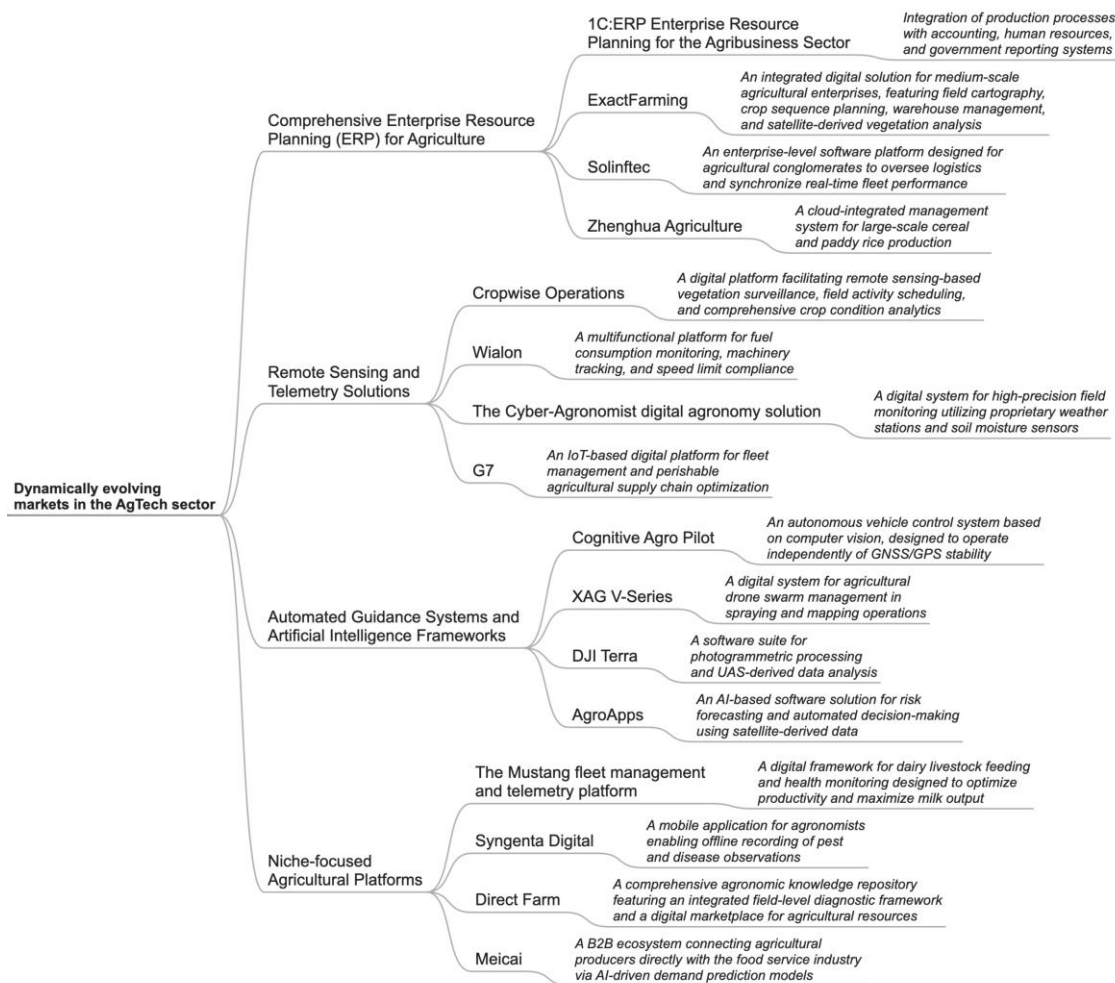 1C:ERP Enterprise Resource
Planning for the Agribusiness Sector
Integration of production processes
with accounting, human resources,
and government reporting systems
Comprehensive Enterprise Resource
Planning (ERP) for Agriculture
ExactFarming
An integrated digital solution for medium-scale
agricultural enterprises, featuring field cartography,
crop sequence planning, warehouse management,
and satellite-derived vegetation analysis
Solinftec
An enterprise-level software platform designed for
agricultural conglomerates to oversee logistics
and synchronize real-time fleet performance
Zhenghua Agriculture
A cloud-integrated management
system for large-scale cereal
and paddy rice production
Remote Sensing and
Telemetry Solutions
Cropwise Operations
A digital platform facilitating remote sensing-based
vegetation surveillance, field activity scheduling,
and comprehensive crop condition analytics
Wialon
A multifunctional platform for fuel
consumption monitoring, machinery
tracking, and speed limit compliance
The Cyber-Agronomist digital agronomy solution
A digital system for high-precision field
monitoring utilizing proprietary weather
stations and soil moisture sensors
G7
An IoT-based digital platform for fleet
management and perishable
agricultural supply chain optimization
Dynamically evolving
markets in the AgTech sector
Automated Guidance Systems and
Artificial Intelligence Frameworks
Cognitive Agro Pilot
An autonomous vehicle control system based
on computer vision, designed to operate
independently of GNSS/GPS stability
XAG V-Series
A digital system for agricultural
drone swarm management in
spraying and mapping operations
DJI Terra
A software suite for
photogrammetric processing
and UAS-derived data analysis
AgroApps
An AI-based software solution for risk
forecasting and automated decision-making
using satellite-derived data
Niche-focused
Agricultural Platforms
The Mustang fleet management
and telemetry platform
A digital framework for dairy livestock feeding
and health monitoring designed to optimize
productivity and maximize milk output
Syngenta Digital
A mobile application for agronomists
enabling offline recording of pest
and disease observations
Direct Farm
A comprehensive agronomic knowledge repository
featuring an integrated field-level diagnostic framework
and a digital marketplace for agricultural resources
Meicai
A B2B ecosystem connecting agricultural
producers directly with the food service industry
via AI-driven demand prediction models